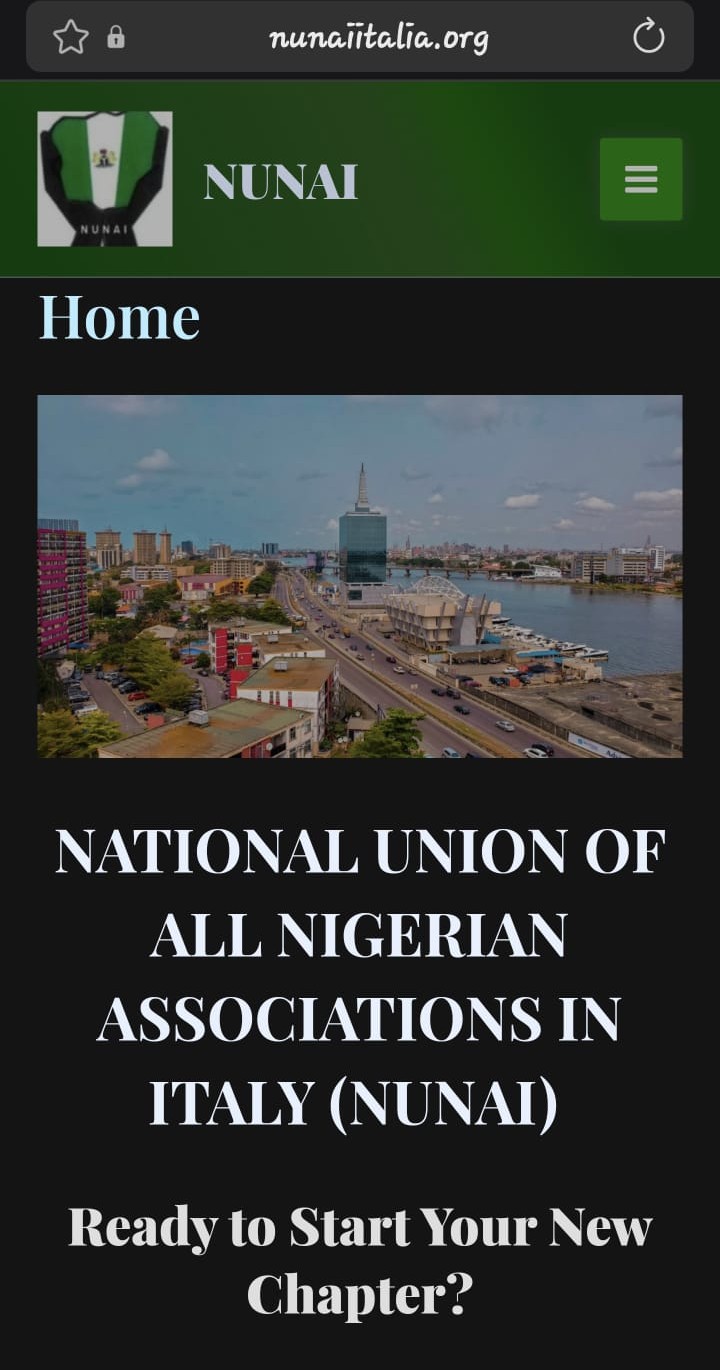 nunaiitalia.org
NUNAI
NUNAI
Home
NATIONAL UNION OF
ALL NIGERIAN
ASSOCIATIONS IN
ITALY (NUNAI)
Ready to Start Your New
Chapter?